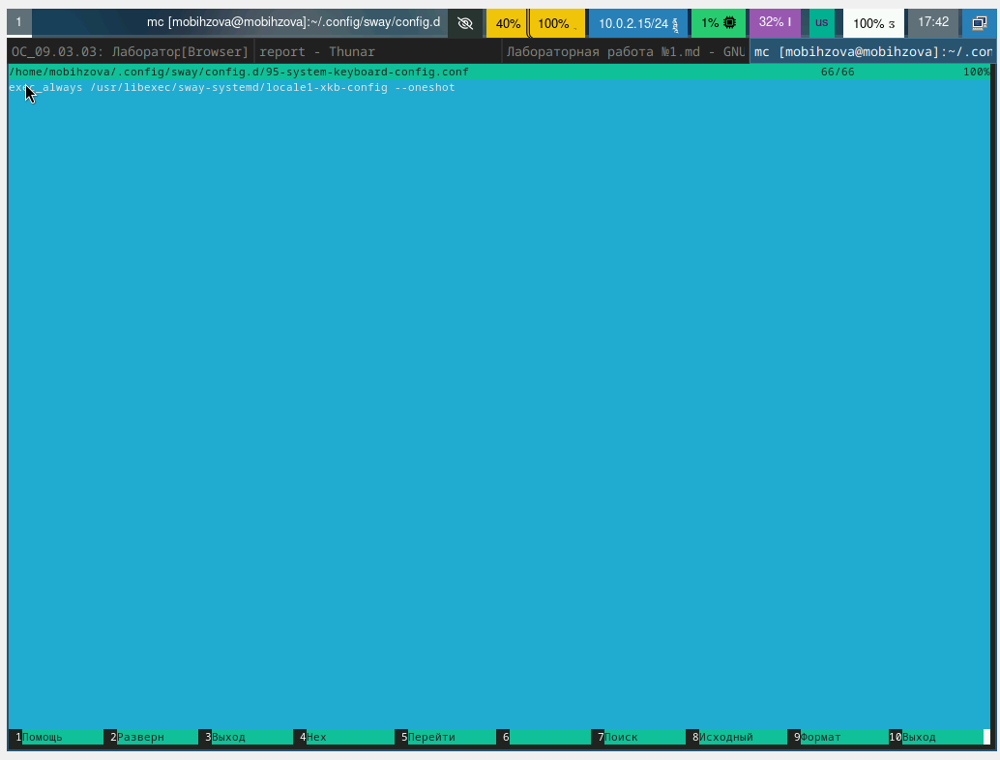 1 mc [mobihzova@mobihzova]:~/.config/sway/config.d 40% 100% 10.0.2.15/24 1% 32% us 100% 17:42
ОС_09.03.03: Лаборатор[Browser] report - Thunar Лабораторная работа №1.md - GNU mc [mobihzova@mobihzova]:~/.con
/home/mobihzova/.config/sway/config.d/95-system-keyboard-config.conf 66/66 100%
exec_always /usr/libexec/sway-systemd/locale1-xkb-config --oneshot
1Помощь 2Разверн 3Выход 4Hex 5Перейти 6 7Поиск 8Исходный 9Формат 10Выход